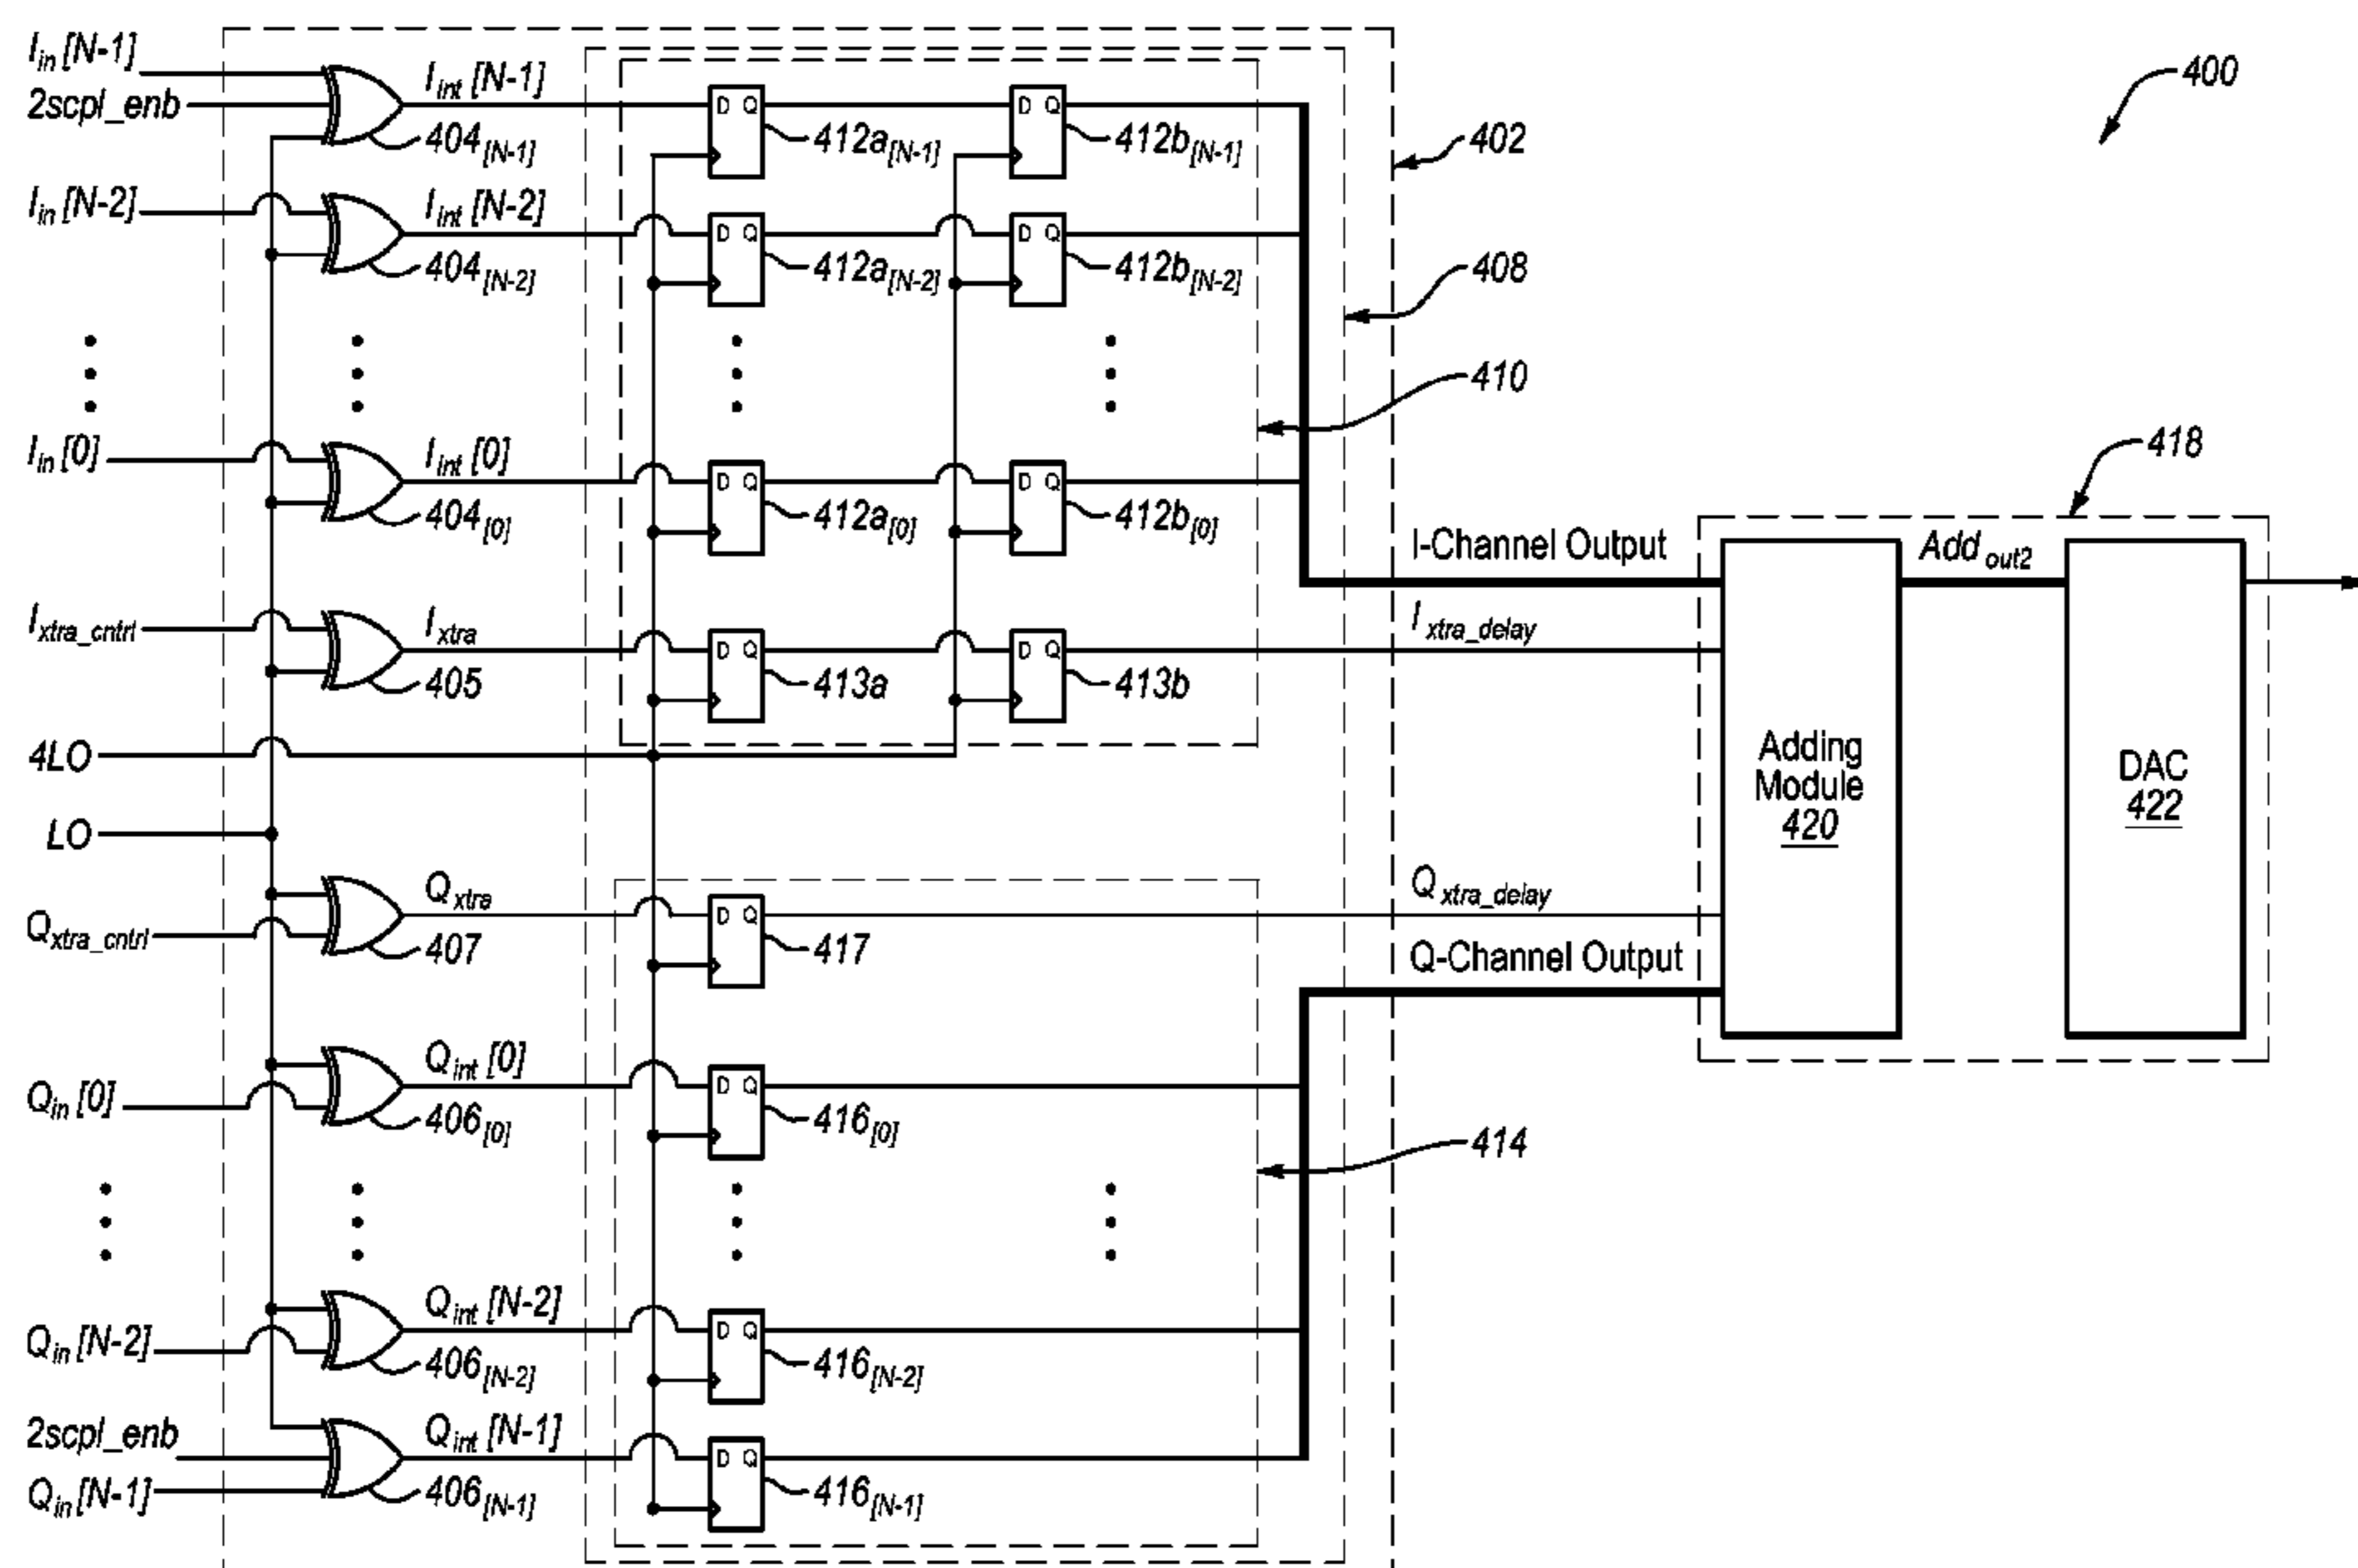 I_in [N-1]
2scpl_enb
I_int [N-1]
404_[N-1]
D Q
412a_[N-1]
D Q
412b_[N-1]
402
400
I_in [N-2]
I_int [N-2]
404_[N-2]
D Q
412a_[N-2]
D Q
412b_[N-2]
408
410
I_in [0]
I_int [0]
404_[0]
D Q
412a_[0]
D Q
412b_[0]
418
I-Channel Output
Add_out2
I_xtra_cntrl
I_xtra
405
D Q
413a
D Q
413b
I_xtra_delay
4LO
LO
Adding
Module
420
DAC
422
Q_xtra_cntrl
Q_xtra
407
D Q
417
Q_xtra_delay
Q-Channel Output
Q_in [0]
Q_int [0]
406_[0]
D Q
416_[0]
414
Q_in [N-2]
Q_int [N-2]
406_[N-2]
D Q
416_[N-2]
2scpl_enb
Q_in [N-1]
Q_int [N-1]
406_[N-1]
D Q
416_[N-1]